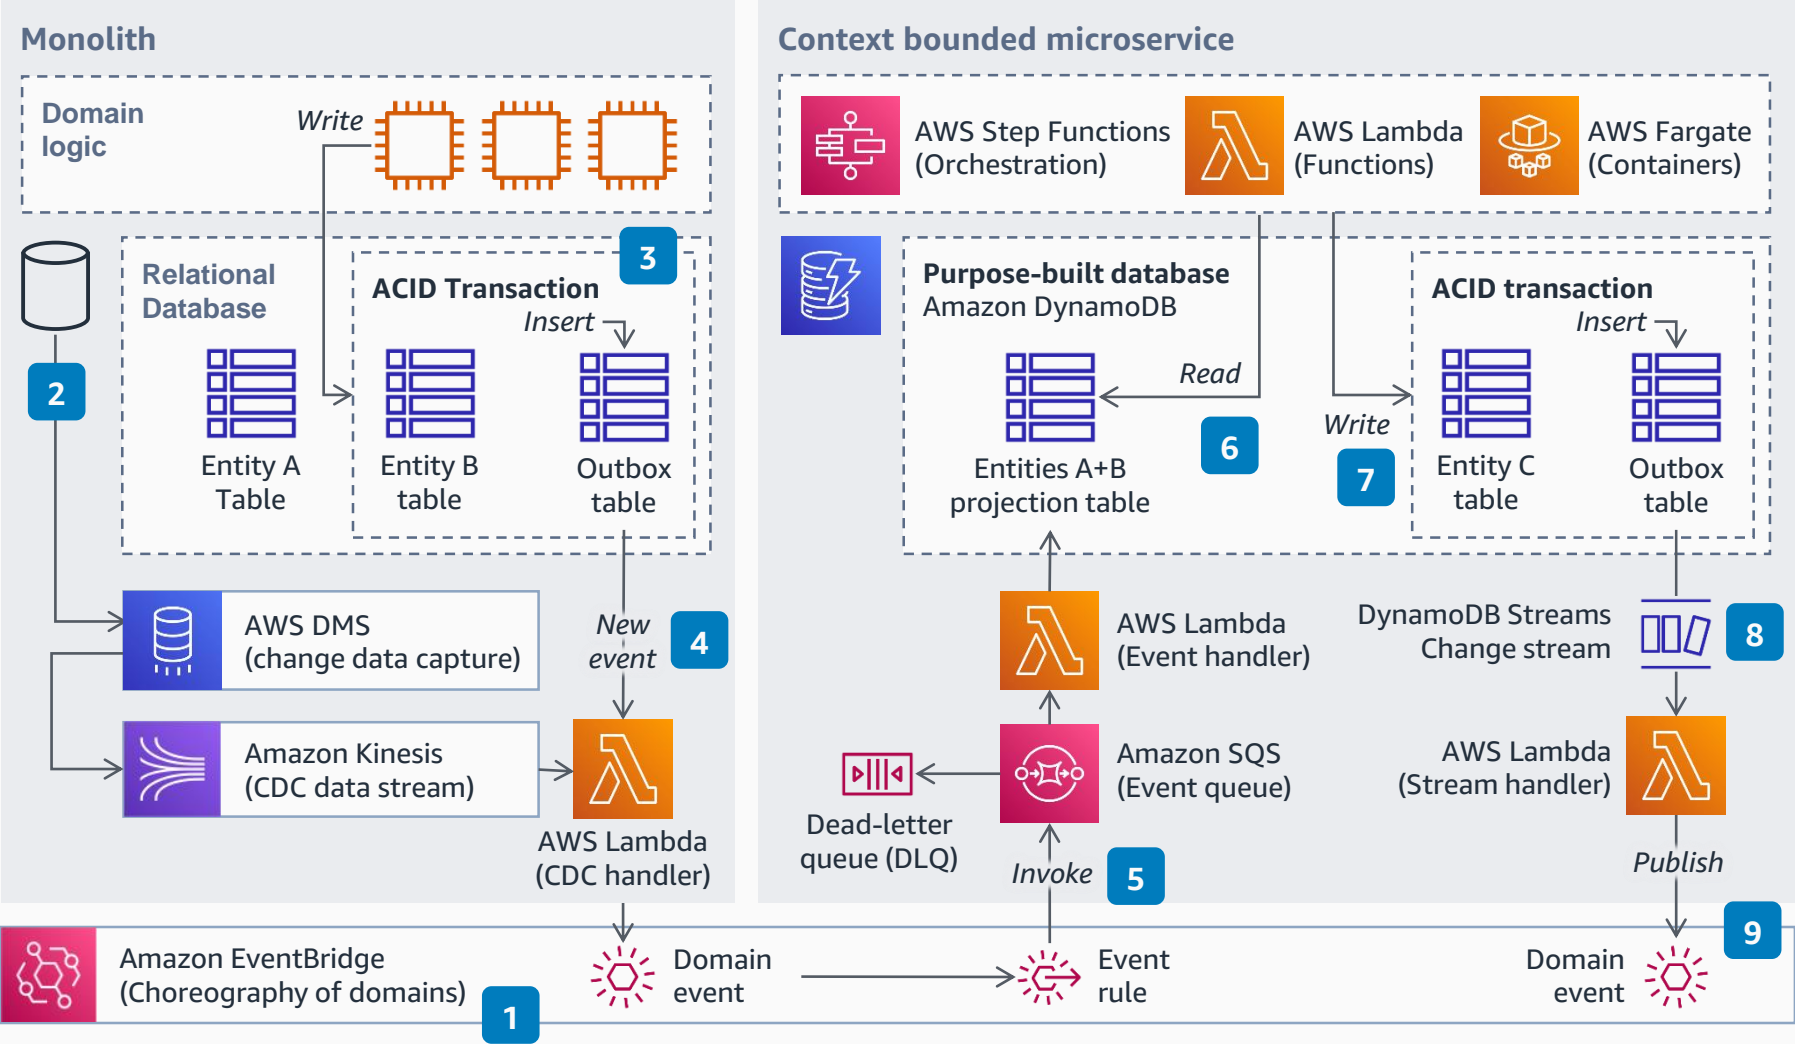 Monolith
Domain
logic
Write
3
Relational
Database
ACID Transaction
Insert
2
Entity A
Table
Entity B
table
Outbox
table
AWS DMS
(change data capture)
New
event
4
Amazon Kinesis
(CDC data stream)
AWS Lambda
(CDC handler)
Context bounded microservice
AWS Step Functions
(Orchestration)
AWS Lambda
(Functions)
AWS Fargate
(Containers)
Purpose-built database
Amazon DynamoDB
ACID transaction
Insert
Read
6
Write
7
Entities A+B
projection table
Entity C
table
Outbox
table
AWS Lambda
(Event handler)
DynamoDB Streams
Change stream
8
Amazon SQS
(Event queue)
AWS Lambda
(Stream handler)
Dead-letter
queue (DLQ)
Invoke
5
Publish
9
Amazon EventBridge
(Choreography of domains)
1
Domain
event
Event
rule
Domain
event